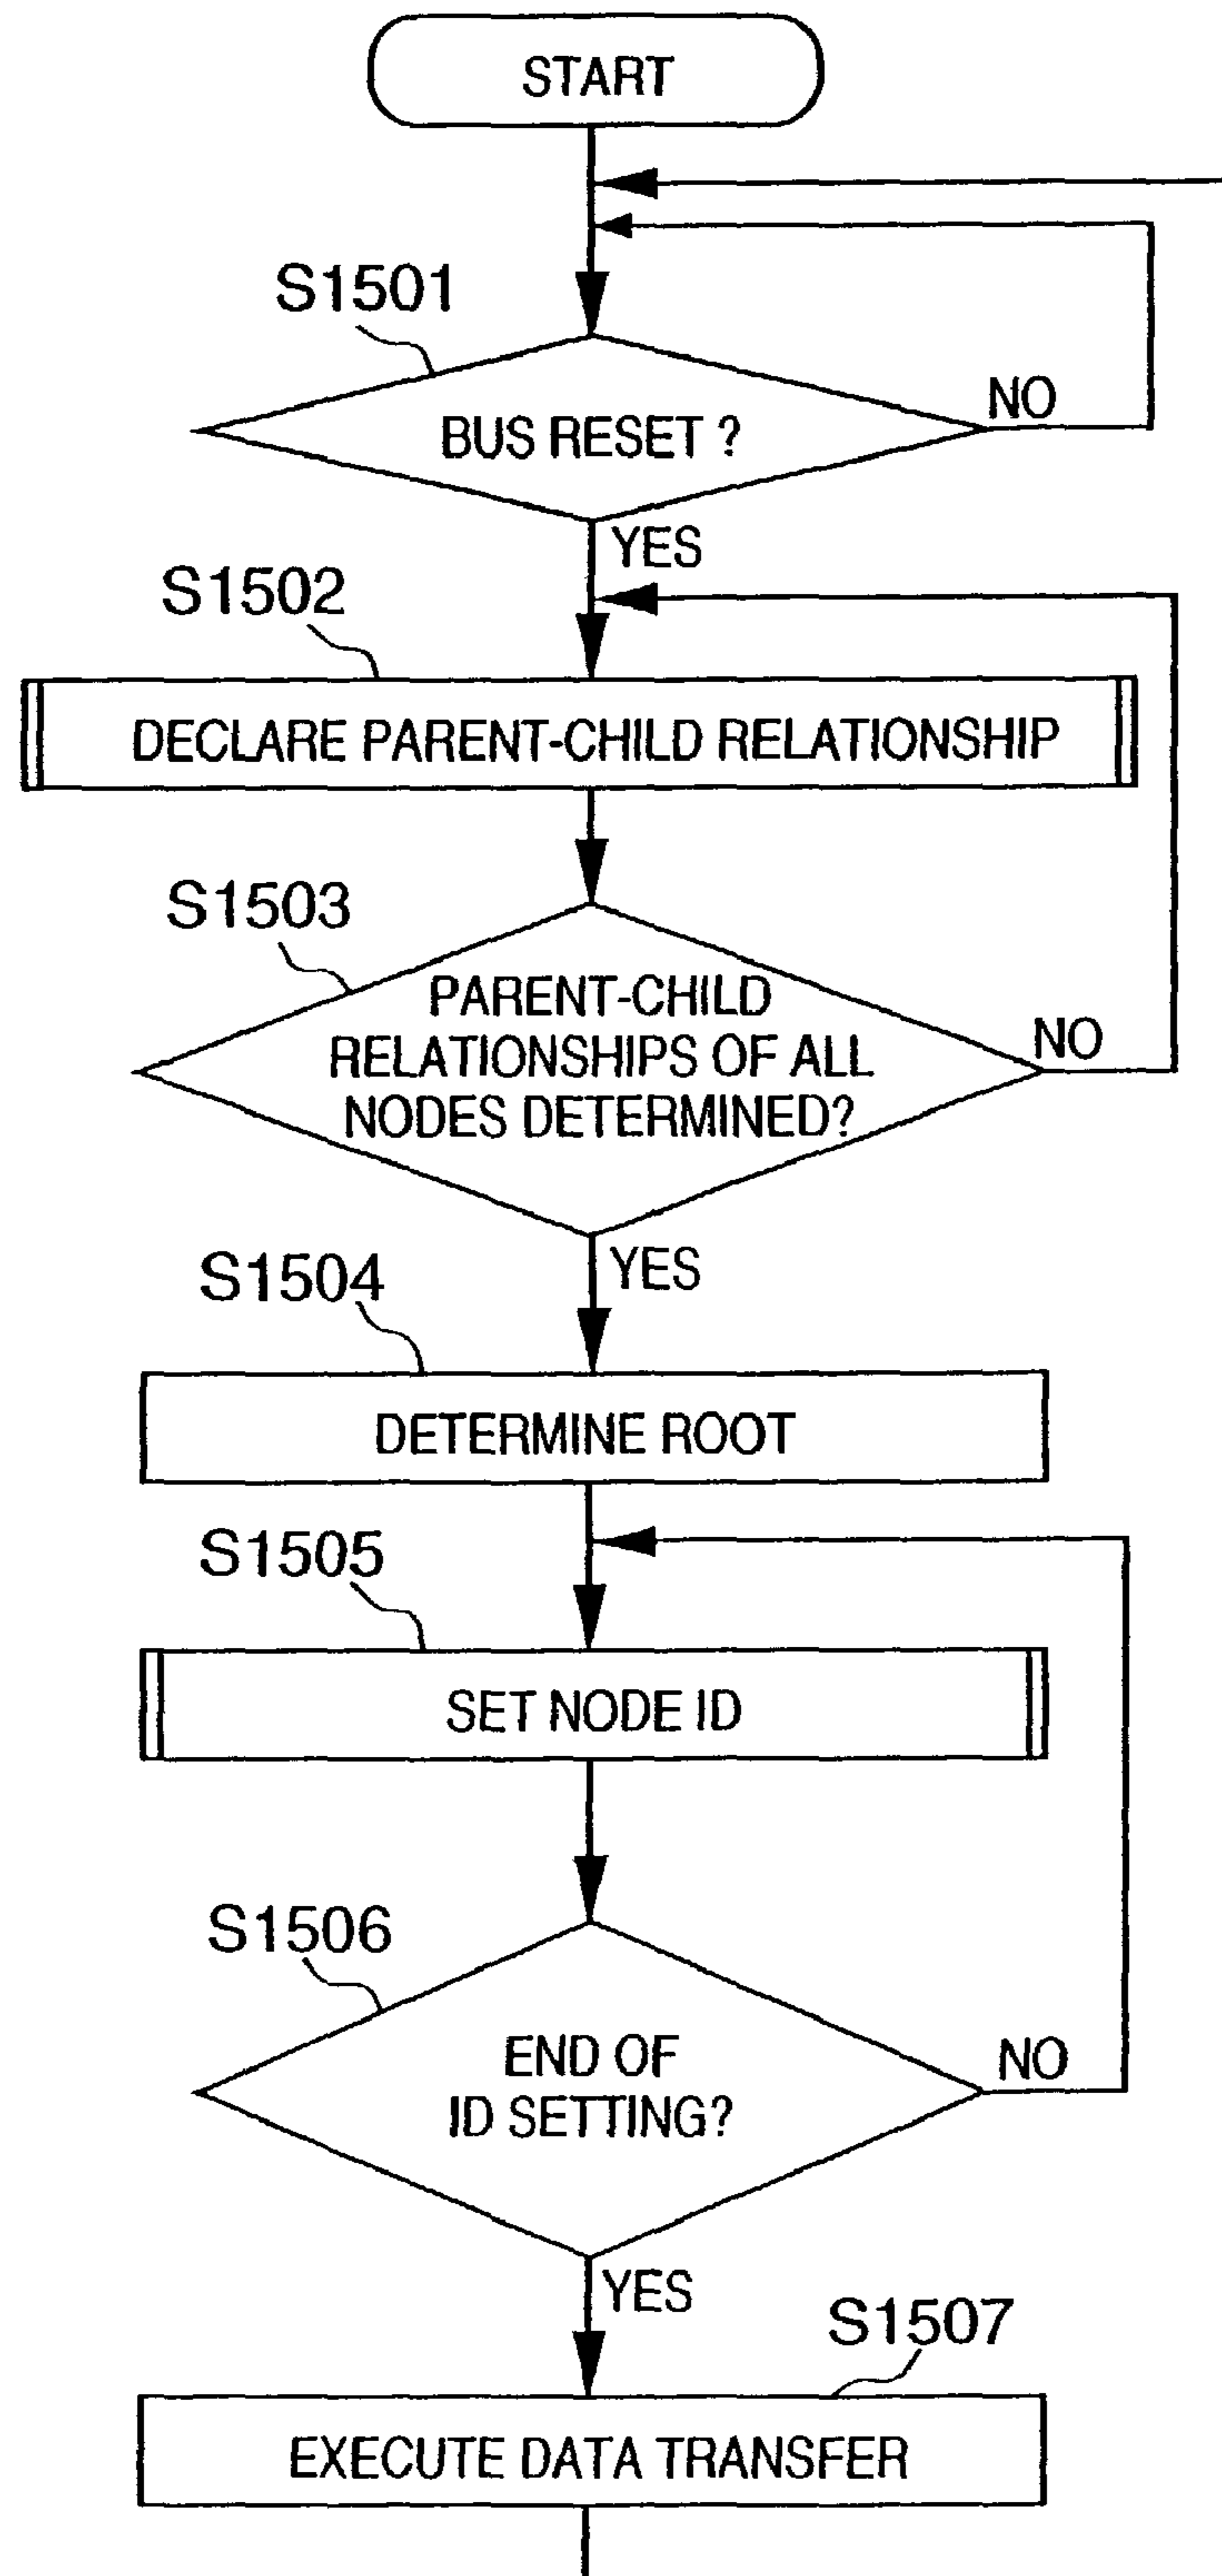 START
S1501
BUS RESET ?
NO
YES
S1502
DECLARE PARENT-CHILD RELATIONSHIP
S1503
PARENT-CHILD
RELATIONSHIPS OF ALL
NODES DETERMINED?
NO
YES
S1504
DETERMINE ROOT
S1505
SET NODE ID
S1506
END OF
ID SETTING?
NO
YES
S1507
EXECUTE DATA TRANSFER